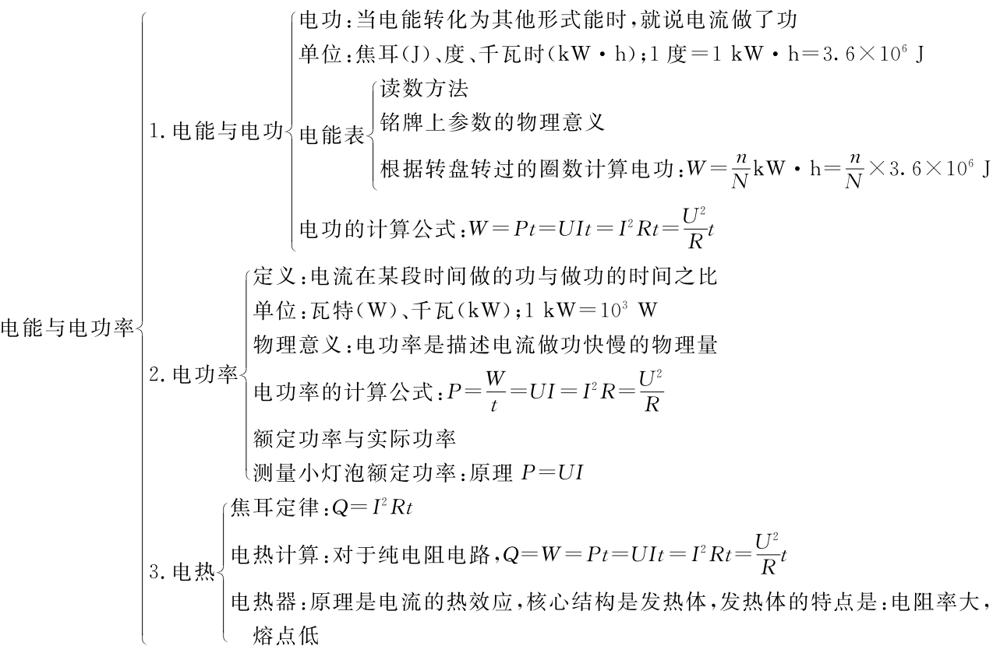 电能与电功率
1.电能与电功
电功:当电能转化为其他形式能时,就说电流做了功
单位:焦耳(J)、度、千瓦时(kW·h);1度=1 kW·h=3.6×10⁶ J
电能表
读数方法
铭牌上参数的物理意义
根据转盘转过的圈数计算电功:W=n/N kW·h=n/N×3.6×10⁶ J
电功的计算公式:W=Pt=UIt=I²Rt=U²/R t
2.电功率
定义:电流在某段时间做的功与做功的时间之比
单位:瓦特(W)、千瓦(kW);1 kW=10³ W
物理意义:电功率是描述电流做功快慢的物理量
电功率的计算公式:P=W/t=UI=I²R=U²/R
额定功率与实际功率
测量小灯泡额定功率:原理 P=UI
3.电热
焦耳定律:Q=I²Rt
电热计算:对于纯电阻电路,Q=W=Pt=UIt=I²Rt=U²/R t
电热器:原理是电流的热效应,核心结构是发热体,发热体的特点是:电阻率大,
熔点低